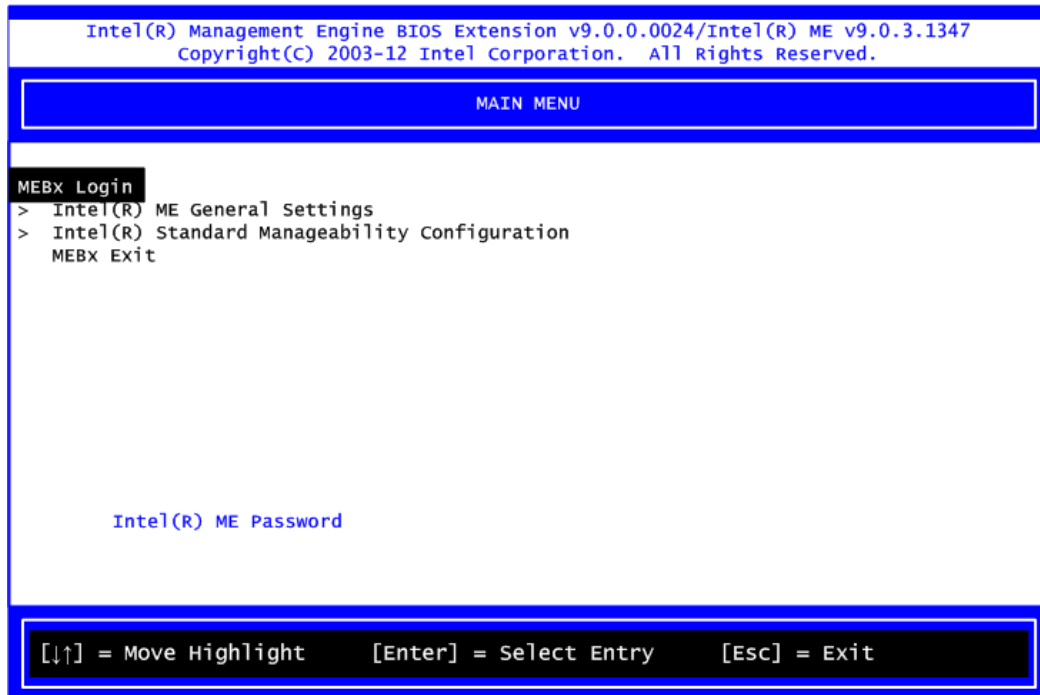 Intel(R) Management Engine BIOS Extension v9.0.0.0024/Intel(R) ME v9.0.3.1347
Copyright(C) 2003-12 Intel Corporation.  All Rights Reserved.
MAIN MENU
MEBx Login
>  Intel(R) ME General Settings
>  Intel(R) Standard Manageability Configuration
MEBx Exit
Intel(R) ME Password
[↓↑] = Move Highlight    [Enter] = Select Entry    [Esc] = Exit